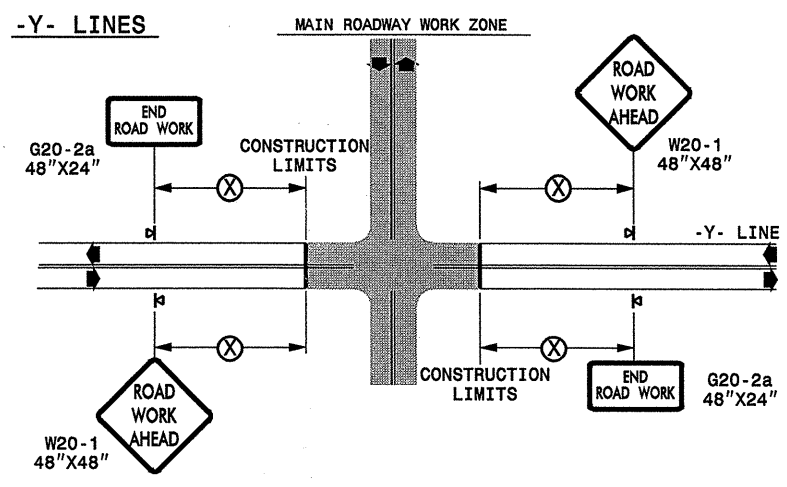 -Y- LINES
MAIN ROADWAY WORK ZONE
END
ROAD WORK
G20-2a
48"X24"
CONSTRUCTION
LIMITS
X
ROAD
WORK
AHEAD
W20-1
48"X48"
X
-Y- LINE
X
ROAD
WORK
AHEAD
W20-1
48"X48"
X
CONSTRUCTION
LIMITS
END
ROAD WORK
G20-2a
48"X24"